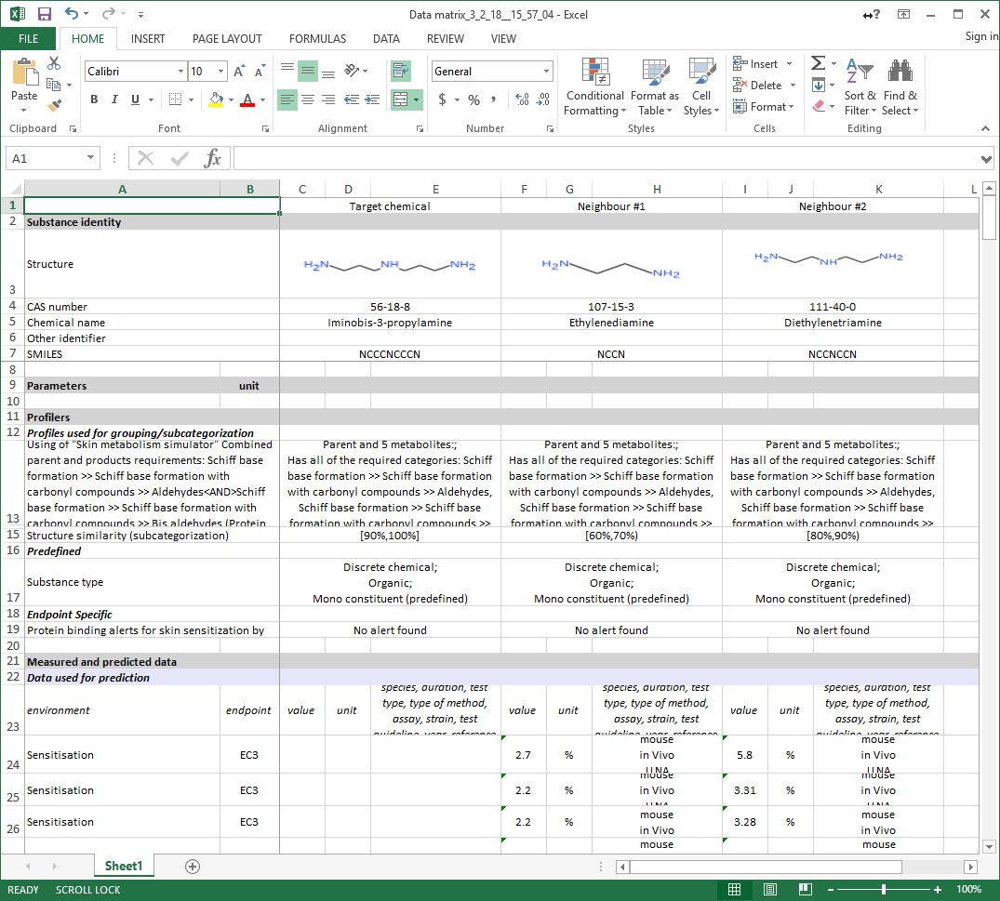 Data matrix_3_2_18__15_57_04 - Excel
FILE HOME INSERT PAGE LAYOUT FORMULAS DATA REVIEW VIEW Sign in
Paste
Calibri 10
B I U A
General
$ % ,
Conditional Formatting
Format as Table
Cell Styles
Insert
Delete
Format
Sort & Filter
Find & Select
Clipboard Font Alignment Number Styles Cells Editing
A1 fx
A B C D E F G H I J K L
1 Target chemical Neighbour #1 Neighbour #2
2 Substance identity
3 Structure H2N NH NH2 H2N NH2 H2N NH NH2
4 CAS number 56-18-8 107-15-3 111-40-0
5 Chemical name Iminobis-3-propylamine Ethylenediamine Diethylenetriamine
6 Other identifier
7 SMILES NCCCNCCCN NCCN NCCNCCN
8
9 Parameters unit
10
11 Profilers
12 Profiles used for grouping/subcategorization
Using of "Skin metabolism simulator" Combined Parent and 5 metabolites:; Parent and 5 metabolites:; Parent and 5 metabolites:;
parent and products requirements: Schiff base Has all of the required categories: Schiff Has all of the required categories: Schiff Has all of the required categories: Schiff
formation >> Schiff base formation with base formation >> Schiff base formation base formation >> Schiff base formation base formation >> Schiff base formation
carbonyl compounds >> Aldehydes<AND>Schiff with carbonyl compounds >> Aldehydes, with carbonyl compounds >> Aldehydes, with carbonyl compounds >> Aldehydes,
base formation >> Schiff base formation with Schiff base formation >> Schiff base Schiff base formation >> Schiff base Schiff base formation >> Schiff base
13 carbonyl compounds >> Bis aldehydes (Protein formation with carbonyl compounds >> formation with carbonyl compounds >> formation with carbonyl compounds >>
15 Structure similarity (subcategorization) [90%,100%] [60%,70%) [80%,90%)
16 Predefined
Discrete chemical; Discrete chemical; Discrete chemical;
Substance type Organic; Organic; Organic;
17 Mono constituent (predefined) Mono constituent (predefined) Mono constituent (predefined)
18 Endpoint Specific
19 Protein binding alerts for skin sensitization by No alert found No alert found No alert found
20
21 Measured and predicted data
22 Data used for prediction
species, duration, test species, duration, test species, duration, test
type, type of method, type, type of method, type, type of method,
environment endpoint value unit value unit value unit
assay, strain, test assay, strain, test assay, strain, test
23 guideline, year, reference guideline, year, reference guideline, year, reference
mouse mouse
24 Sensitisation EC3 2.7 % in Vivo 5.8 % in Vivo
LLNA LLNA
mouse mouse
25 Sensitisation EC3 2.2 % in Vivo 3.31 % in Vivo
mouse mouse
26 Sensitisation EC3 2.2 % in Vivo 3.28 % in Vivo
mouse mouse
Sheet1
READY SCROLL LOCK 100%